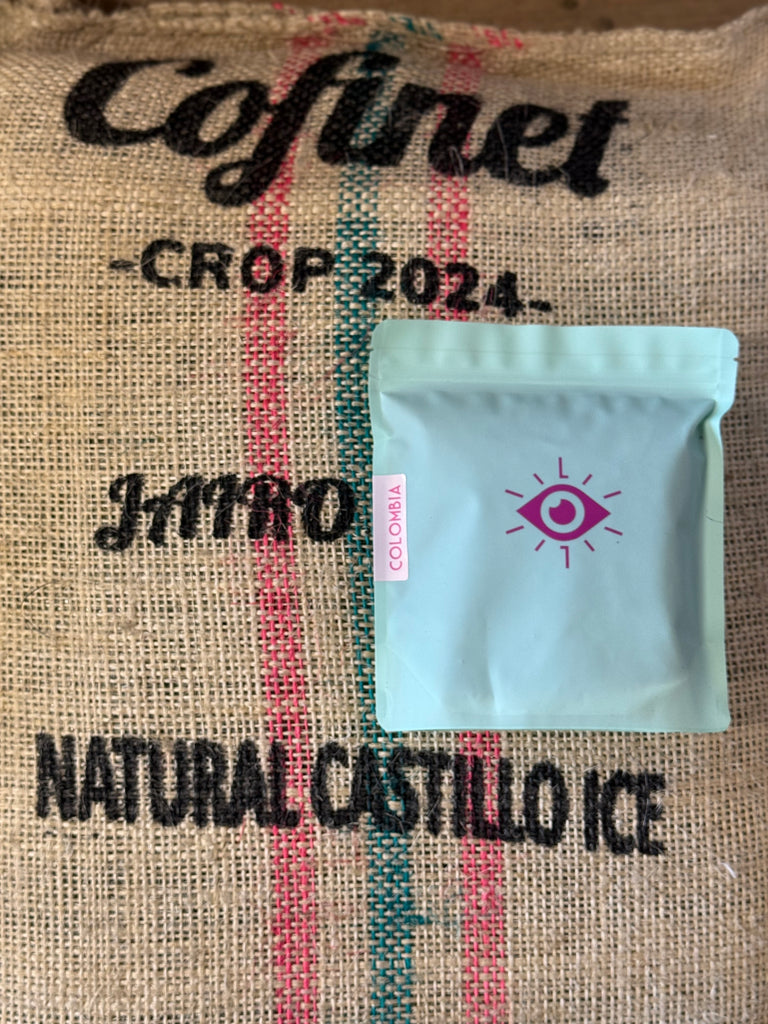 Cofinet
-CROP 2024-
JAIRO
COLOMBIA
NATURAL CASTILLO ICE